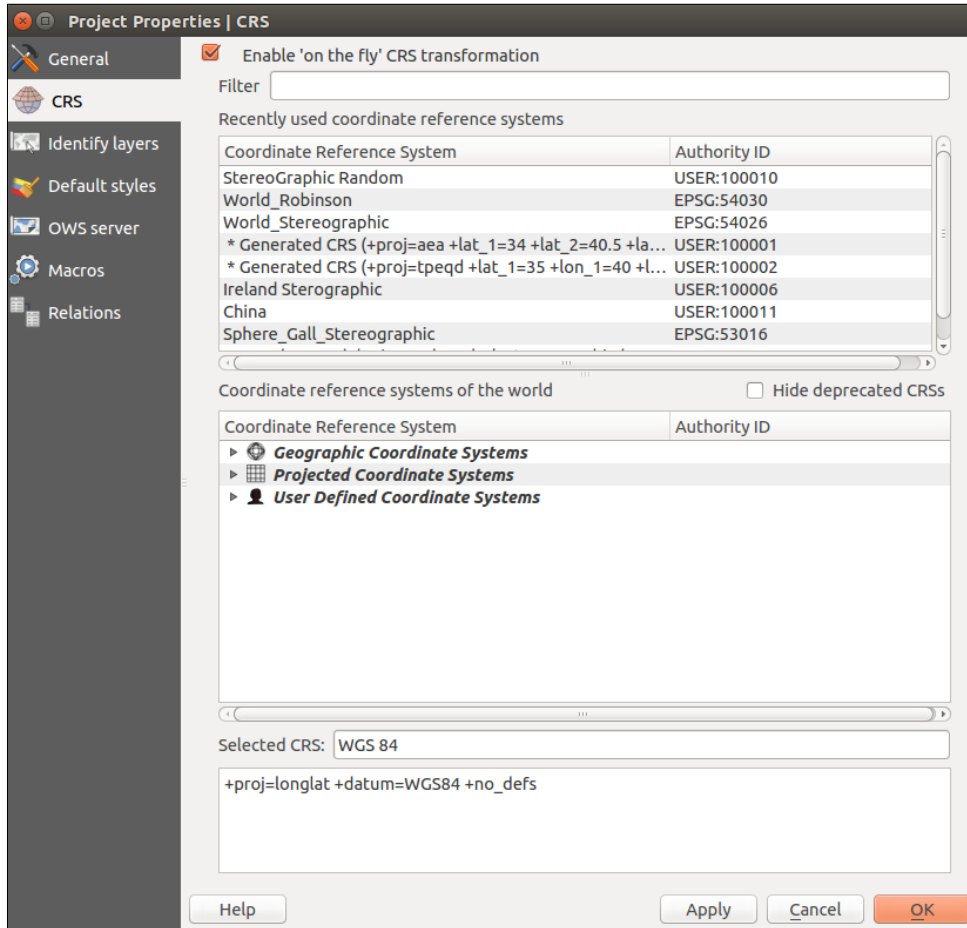 Project Properties | CRS
General
CRS
Identify layers
Default styles
OWS server
Macros
Relations
Enable 'on the fly' CRS transformation
Filter
Recently used coordinate reference systems
Coordinate Reference System Authority ID
StereoGraphic Random USER:100010
World_Robinson EPSG:54030
World_Stereographic EPSG:54026
* Generated CRS (+proj=aea +lat_1=34 +lat_2=40.5 +la... USER:100001
* Generated CRS (+proj=tpeqd +lat_1=35 +lon_1=40 +l... USER:100002
Ireland Sterographic USER:100006
China USER:100011
Sphere_Gall_Stereographic EPSG:53016
Coordinate reference systems of the world Hide deprecated CRSs
Coordinate Reference System Authority ID
Geographic Coordinate Systems
Projected Coordinate Systems
User Defined Coordinate Systems
Selected CRS: WGS 84
+proj=longlat +datum=WGS84 +no_defs
Help Apply Cancel OK